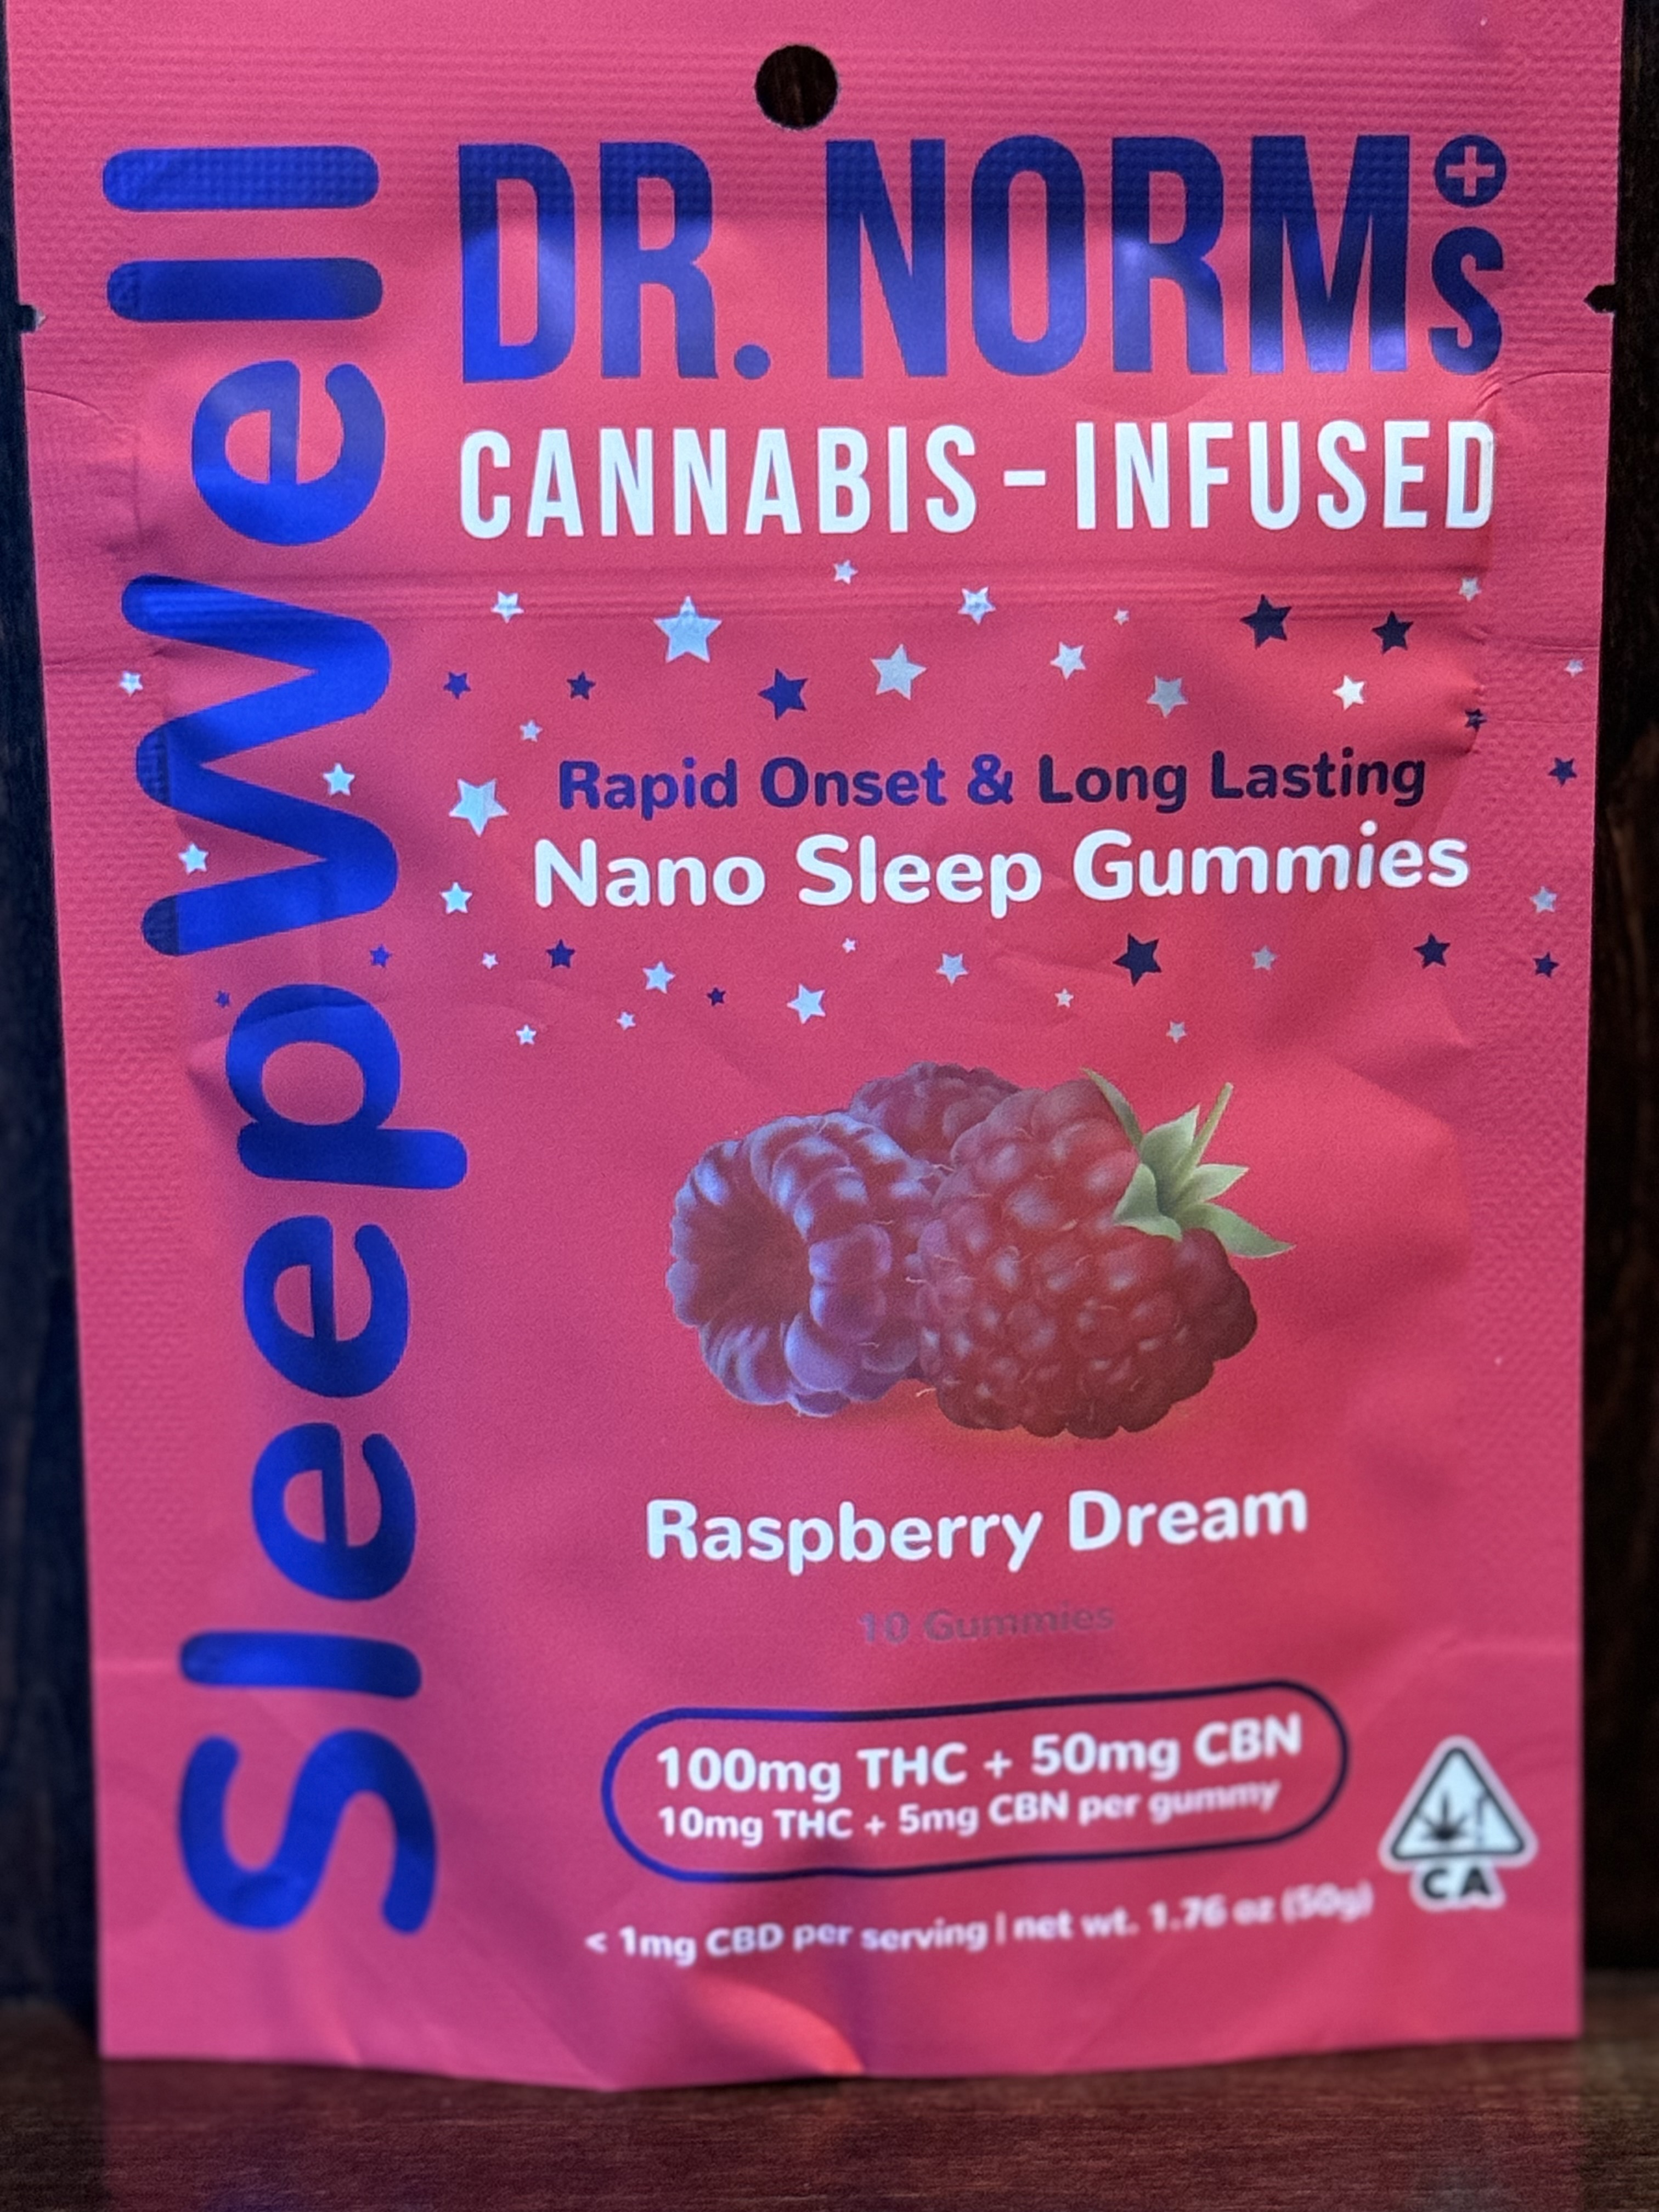 SleepWell
DR. NORMs
CANNABIS - INFUSED
Rapid Onset & Long Lasting
Nano Sleep Gummies
Raspberry Dream
10 Gummies
100mg THC + 50mg CBN
10mg THC + 5mg CBN per gummy
< 1mg CBD per serving | net wt. 1.76 oz (50g)
! CA